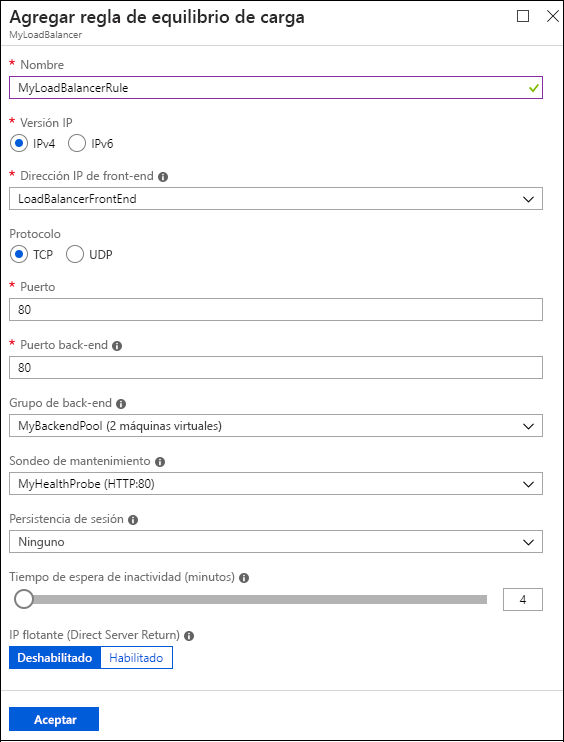 Agregar regla de equilibrio de carga
MyLoadBalancer
* Nombre
MyLoadBalancerRule
* Versión IP
IPv4 IPv6
* Dirección IP de front-end
LoadBalancerFrontEnd
Protocolo
TCP UDP
* Puerto
80
* Puerto back-end
80
Grupo de back-end
MyBackendPool (2 máquinas virtuales)
Sondeo de mantenimiento
MyHealthProbe (HTTP:80)
Persistencia de sesión
Ninguno
Tiempo de espera de inactividad (minutos)
4
IP flotante (Direct Server Return)
Deshabilitado Habilitado
Aceptar